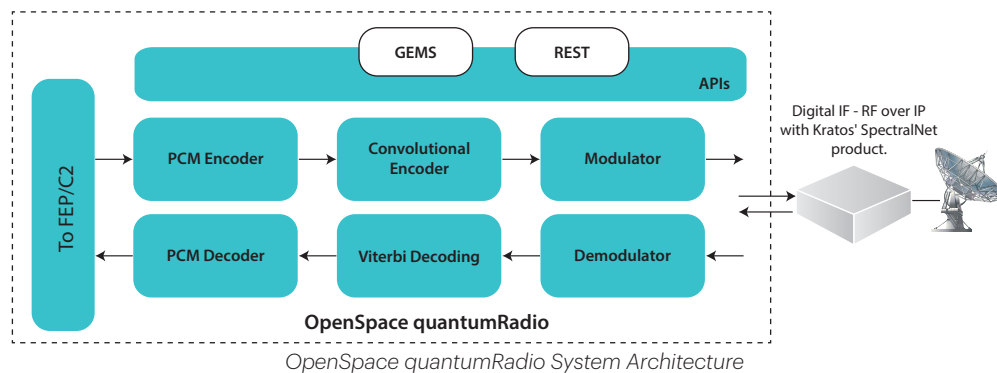 GEMS
REST
APIs
Digital IF - RF over IP
with Kratos' SpectralNet
product.
To FEP/C2
PCM Encoder
Convolutional
Encoder
Modulator
PCM Decoder
Viterbi Decoding
Demodulator
OpenSpace quantumRadio
OpenSpace quantumRadio System Architecture